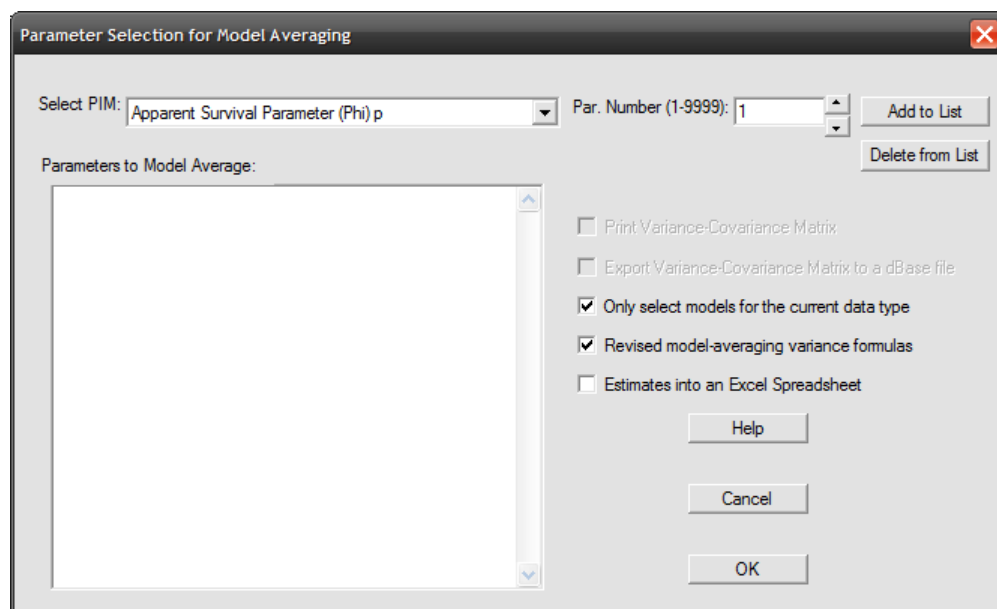 Parameter Selection for Model Averaging
Select PIM: Apparent Survival Parameter (Phi) p Par. Number (1-9999): 1 Add to List
Delete from List
Parameters to Model Average:
Print Variance-Covariance Matrix
Export Variance-Covariance Matrix to a dBase file
Only select models for the current data type
Revised model-averaging variance formulas
Estimates into an Excel Spreadsheet
Help
Cancel
OK